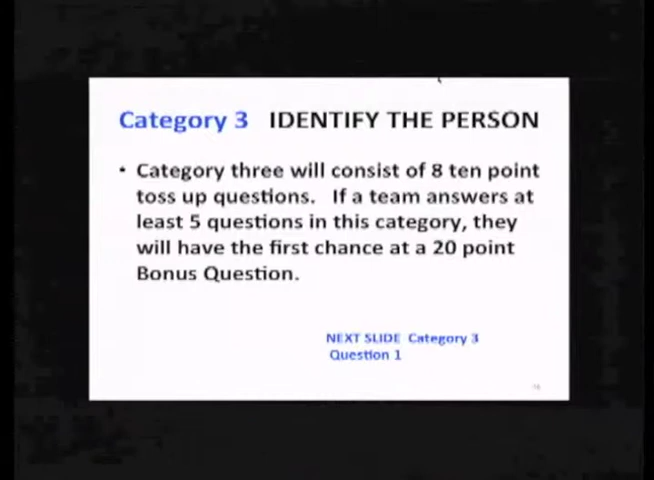 Category 3 IDENTIFY THE PERSON
• Category three will consist of 8 ten point
toss up questions. If a team answers at
least 5 questions in this category, they
will have the first chance at a 20 point
Bonus Question.
NEXT SLIDE Category 3
Question 1